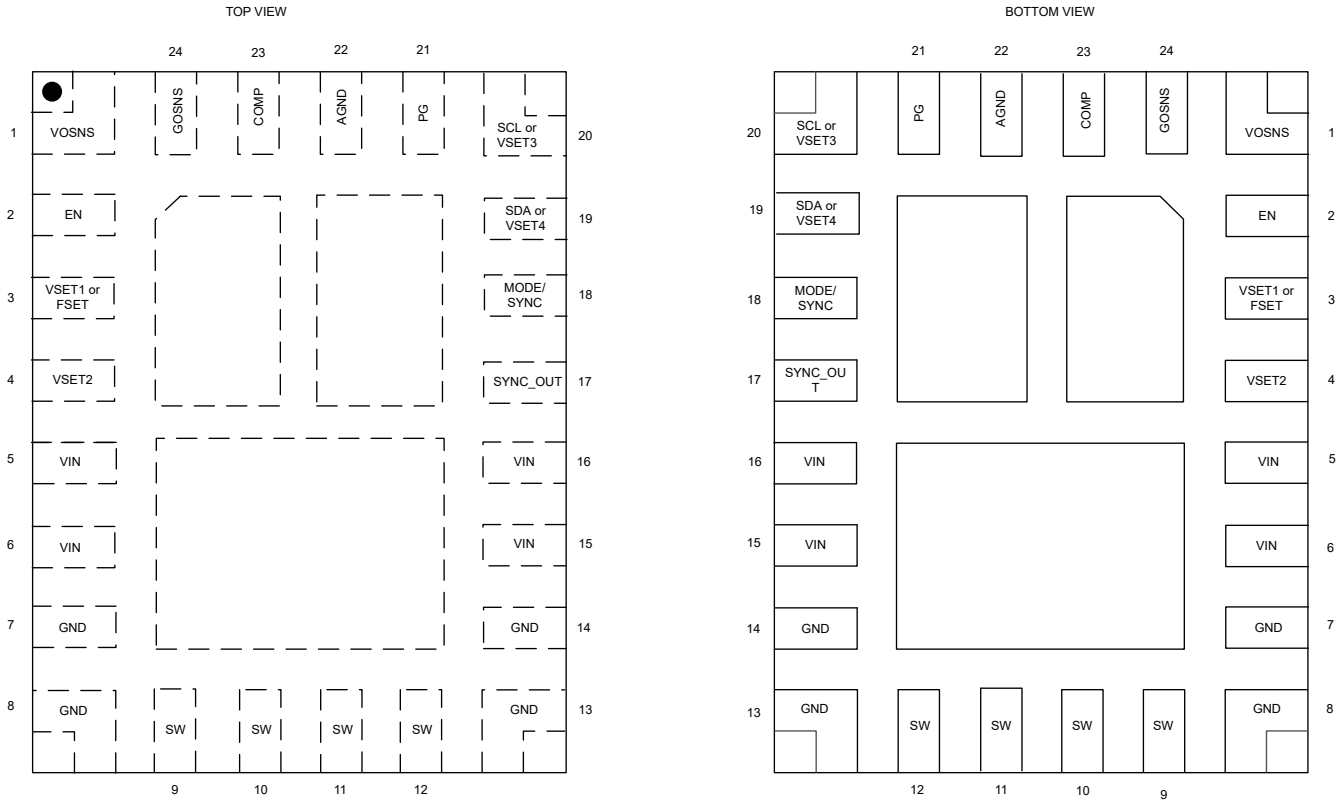 TOP VIEW
24 23 22 21
GOSNS
COMP
AGND
PG
1
VOSNS
SCL or
VSET3
20
2
EN
SDA or
VSET4
19
3
VSET1 or
FSET
MODE/
SYNC
18
4
VSET2
SYNC_OUT
17
5
VIN
VIN
16
6
VIN
VIN
15
7
GND
GND
14
8
GND
GND
13
SW SW SW SW
9 10 11 12
BOTTOM VIEW
21 22 23 24
PG
AGND
COMP
GOSNS
20
SCL or
VSET3
VOSNS
1
19
SDA or
VSET4
EN
2
18
MODE/
SYNC
VSET1 or
FSET
3
17
SYNC_OU
T
VSET2
4
16
VIN
VIN
5
15
VIN
VIN
6
14
GND
GND
7
13
GND
GND
8
SW SW SW SW
12 11 10 9